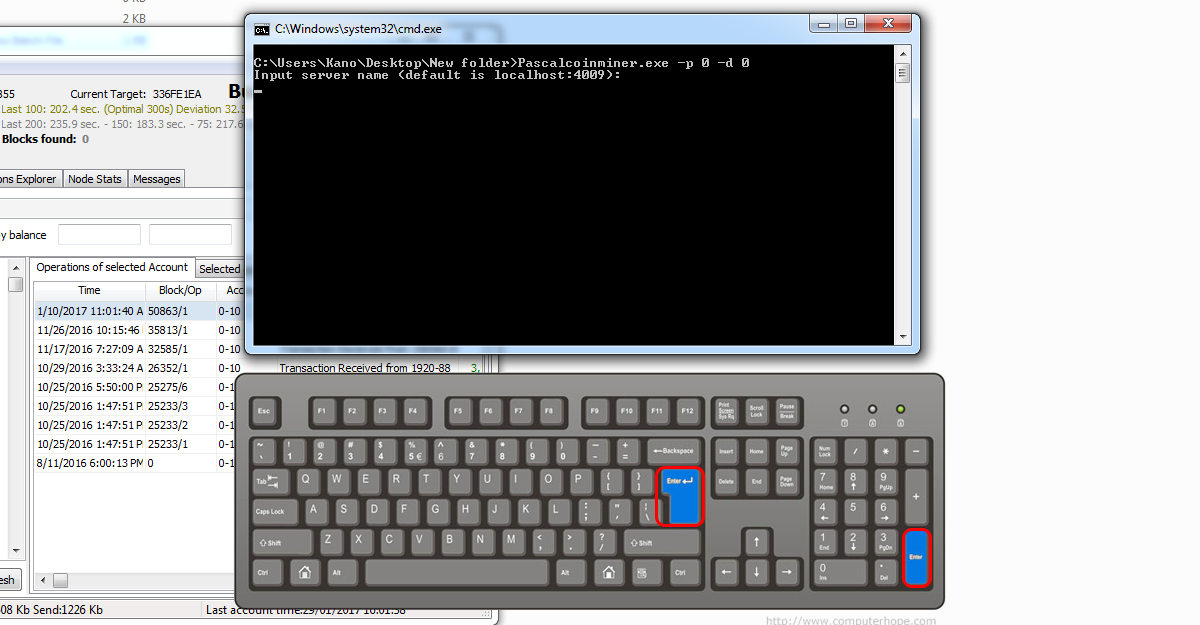 2 KB
C:\Windows\system32\cmd.exe
C:\Users\Kano\Desktop\New folder>Pascalcoinminer.exe -p 0 -d 0
Input server name (default is localhost:4009):
355 Current Target: 336FE1EA
Last 100: 202.4 sec. (Optimal 300s) Deviation 32.5
Last 200: 235.9 sec. - 150: 183.3 sec. - 75: 217.6
Blocks found: 0
ons Explorer Node Stats Messages
y balance
Operations of selected Account Selected
Time Block/Op Acc
1/10/2017 11:01:40 A 50863/1 0-10
11/26/2016 10:15:46 35813/1 0-10
11/17/2016 7:27:09 A 32585/1 0-10
10/29/2016 3:33:24 A 26352/1 0-10 Transaction Received from 1920-88 3,
10/25/2016 5:50:00 P 25275/6
10/25/2016 1:47:51 P 25233/3
10/25/2016 1:47:51 P 25233/2
10/25/2016 1:47:51 P 25233/1
8/11/2016 6:00:13 PM 0 0-1
esh
08 Kb Send:1226 Kb Last account time:29/01/2017 10:01:38
Esc F1 F2 F3 F4 F5 F6 F7 F8 F9 F10 F11 F12 Print Screen Sys Rq Scroll Lock Pause Break
~ ` ! 1 @ 2 # 3 $ 4 % 5 € ^ 6 & 7 * 8 ( 9 ) 0 _ - + = ←Backspace Insert Home Page Up Num Lock / * -
Tab Q W E R T Y U I O P { [ } ] Enter Delete End Page Down 7 Home 8 ↑ 9 PgUp +
Caps Lock A S D F G H J K L : ; " ' | \ 4 ← 5 6 →
⇧Shift Z X C V B N M < , > . ? / ⇧Shift ↑ 1 End 2 ↓ 3 PgDn Enter
Ctrl Alt Alt Ctrl ← ↓ → 0 Ins . Del
http://www.computerhope.com